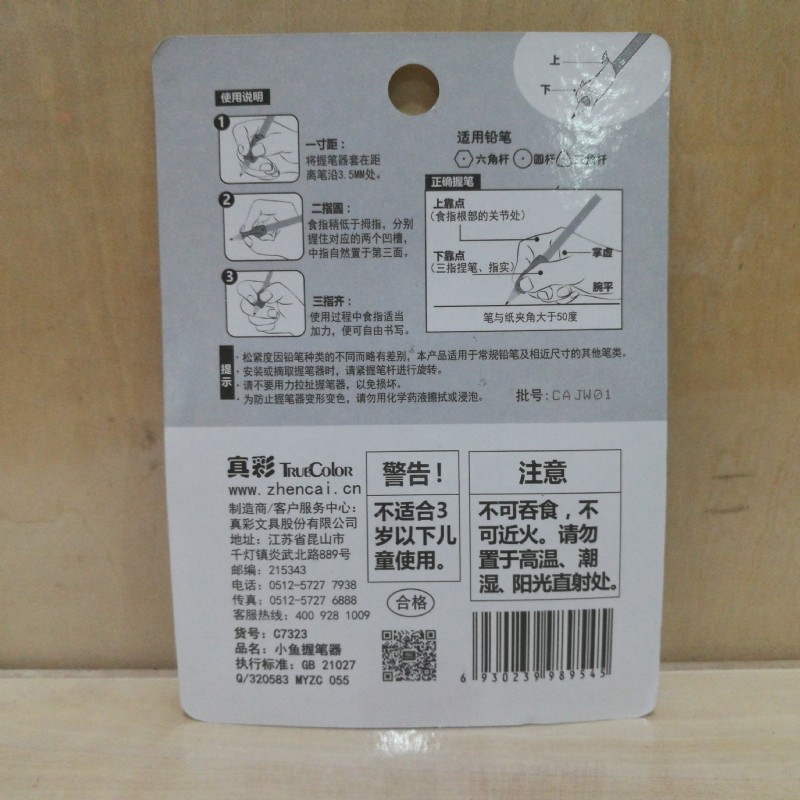 上
下
使用说明
1
一寸距：
将握笔器套在距
离笔沿3.5MM处。
2
二指圆：
食指稍低于拇指，分别
握住对应的两个凹槽，
中指自然置于第三面。
3
三指齐：
使用过程中食指适当
加力，便可自由书写。
适用铅笔
六角杆 圆杆 三角杆
正确握笔
上靠点
（食指根部的关节处）
下靠点
（三指捏笔、指实）
掌虚
腕平
笔与纸夹角大于50度
提示
·松紧度因铅笔种类的不同而略有差别，本产品适用于常规铅笔及相近尺寸的其他笔类。
·安装或摘取握笔器时，请紧握笔杆进行旋转。
·请不要用力拉扯握笔器，以免损坏。
·为防止握笔器变形变色，请勿用化学药液擦拭或浸泡。
批号:CAJW01
真彩 TRUECOLOR
www.zhencai.cn
制造商/客户服务中心：
真彩文具股份有限公司
地址：江苏省昆山市
千灯镇炎武北路889号
邮编：215343
电话：0512-5727 7938
传真：0512-5727 6888
客服热线：400 928 1009
货号：C7323
品名：小鱼握笔器
执行标准：GB 21027
Q/320583 MYZC 055
警告！
不适合3
岁以下儿
童使用。
合格
注意
不可吞食，不
可近火。请勿
置于高温、潮
湿、阳光直射处。
6 930239 989545